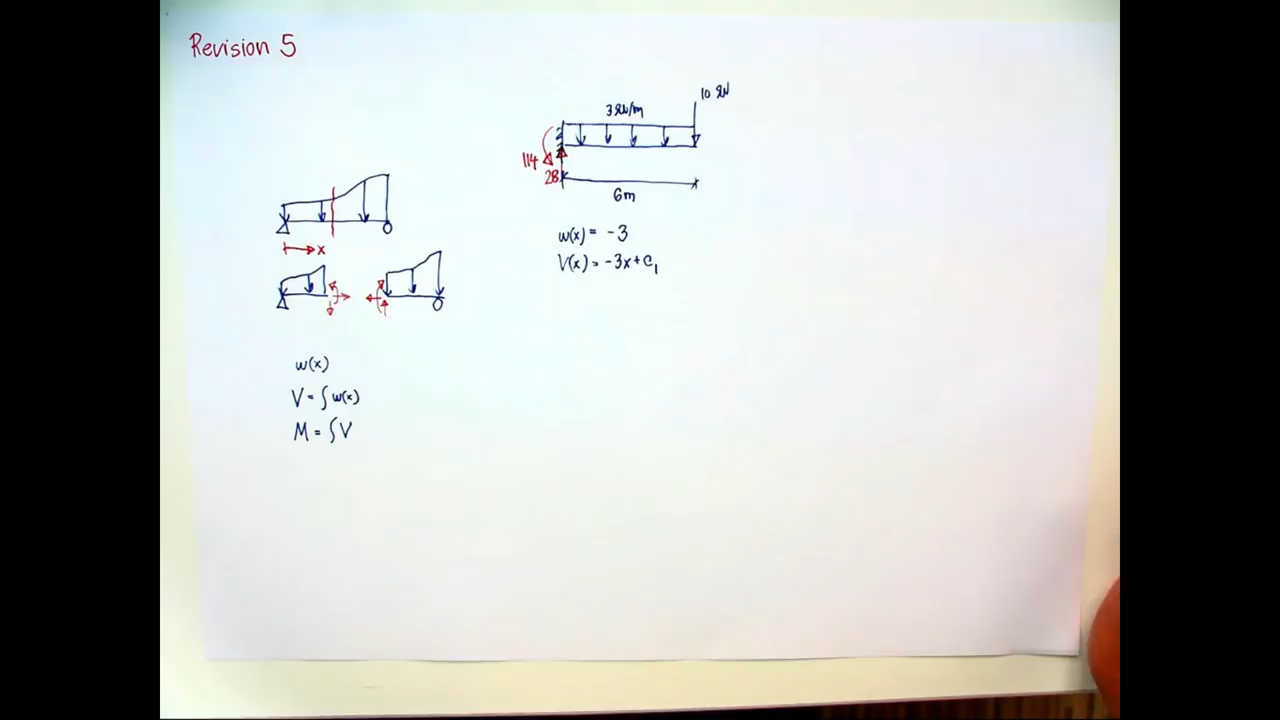 Revision 5
10 kN
3 kN/m
114
28
6m
x
w(x) = -3
V(x) = -3x + C₁
w(x)
V = ∫ w(x)
M = ∫ V